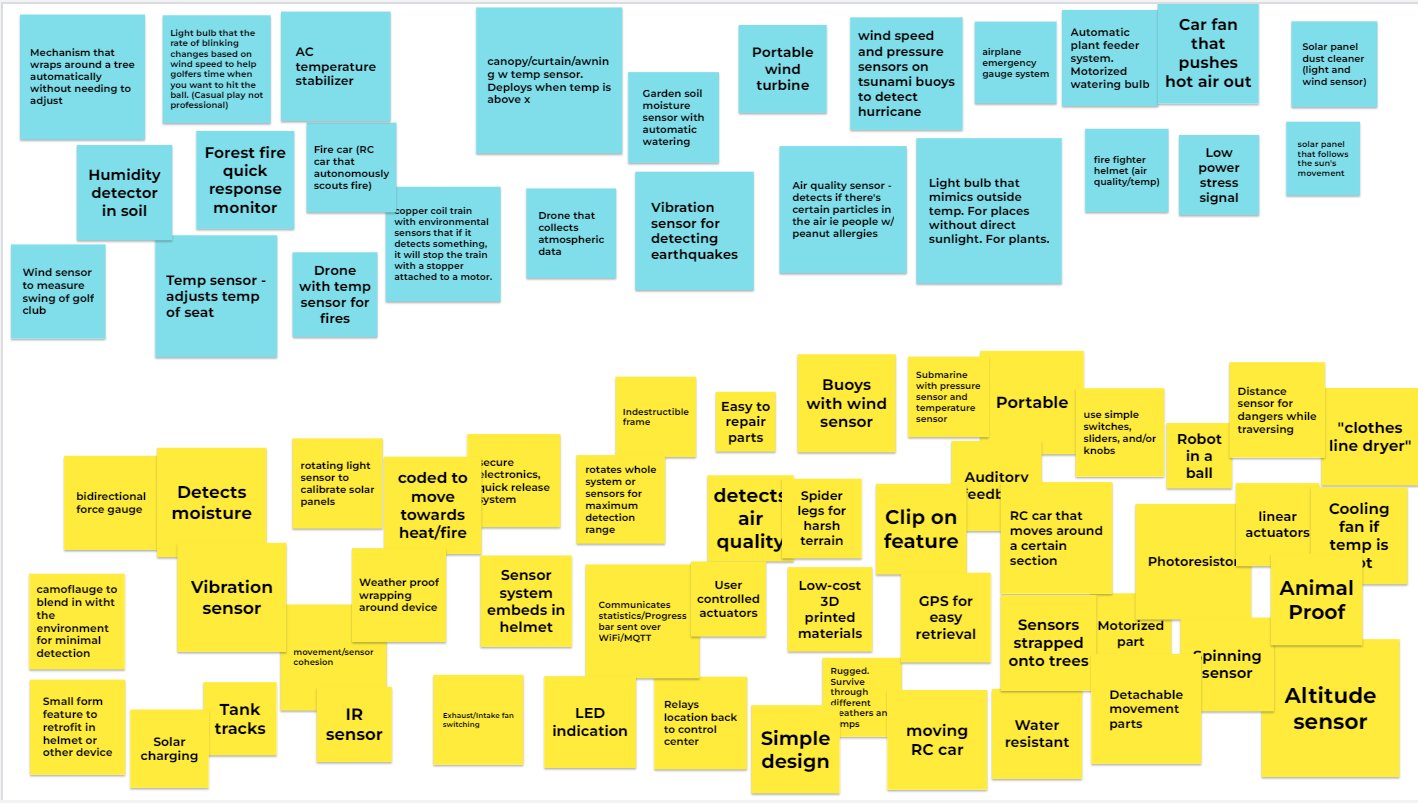 Mechanism that
wraps around a tree
automatically
without needing to
adjust
Light bulb that the
rate of blinking
changes based on
wind speed to help
golfers time when
you want to hit the
ball. (Casual play not
professional)
AC
temperature
stabilizer
canopy/curtain/awnin
g w temp sensor.
Deploys when temp is
above x
Garden soil
moisture
sensor with
automatic
watering
Portable
wind
turbine
wind speed
and pressure
sensors on
tsunami buoys
to detect
hurricane
airplane
emergency
gauge system
Automatic
plant feeder
system.
Motorized
watering bulb
Car fan
that
pushes
hot air out
Solar panel
dust cleaner
(light and
wind sensor)
Humidity
detector
in soil
Forest fire
quick
response
monitor
Fire car (RC
car that
autonomously
scouts fire)
copper coil train
with environmental
sensors that if it
detects something,
it will stop the train
with a stopper
attached to a motor.
Drone that
collects
atmospheric
data
Vibration
sensor for
detecting
earthquakes
Air quality sensor -
detects if there's
certain particles in
the air ie people w/
peanut allergies
Light bulb that
mimics outside
temp. For places
without direct
sunlight. For plants.
fire fighter
helmet (air
quality/temp)
Low
power
stress
signal
solar panel
that follows
the sun's
movement
Wind sensor
to measure
swing of golf
club
Temp sensor -
adjusts temp
of seat
Drone
with temp
sensor for
fires
Indestructible
frame
Easy to
repair
parts
Buoys
with wind
sensor
Submarine
with pressure
sensor and
temperature
sensor
Portable
use simple
switches,
sliders, and/or
knobs
Robot
in a
ball
Distance
sensor for
dangers while
traversing
"clothes
line dryer"
bidirectional
force gauge
Detects
moisture
rotating light
sensor to
calibrate solar
panels
coded to
move
towards
heat/fire
secure
electronics,
quick release
system
rotates whole
system or
sensors for
maximum
detection
range
detects
air
quality
Spider
legs for
harsh
terrain
Clip on
feature
Auditory
feedb
RC car that
moves around
a certain
section
Photoresistor
linear
actuators
Cooling
fan if
temp is
Animal
Proof
camoflauge to
blend in witht
the
environment
for minimal
detection
Vibration
sensor
movement/sensor
cohesion
Weather proof
wrapping
around device
Sensor
system
embeds in
helmet
Communicates
statistics/Progress
bar sent over
WiFi/MQTT
User
controlled
actuators
Low-cost
3D
printed
materials
GPS for
easy
retrieval
Sensors
strapped
onto trees
Motorized
part
Spinning
sensor
Altitude
sensor
Small form
feature to
retrofit in
helmet or
other device
Solar
charging
Tank
tracks
IR
sensor
Exhaust/Intake fan
switching
LED
indication
Relays
location back
to control
center
Rugged.
Survive
through
different
Simple
design
moving
RC car
Water
resistant
Detachable
movement
parts